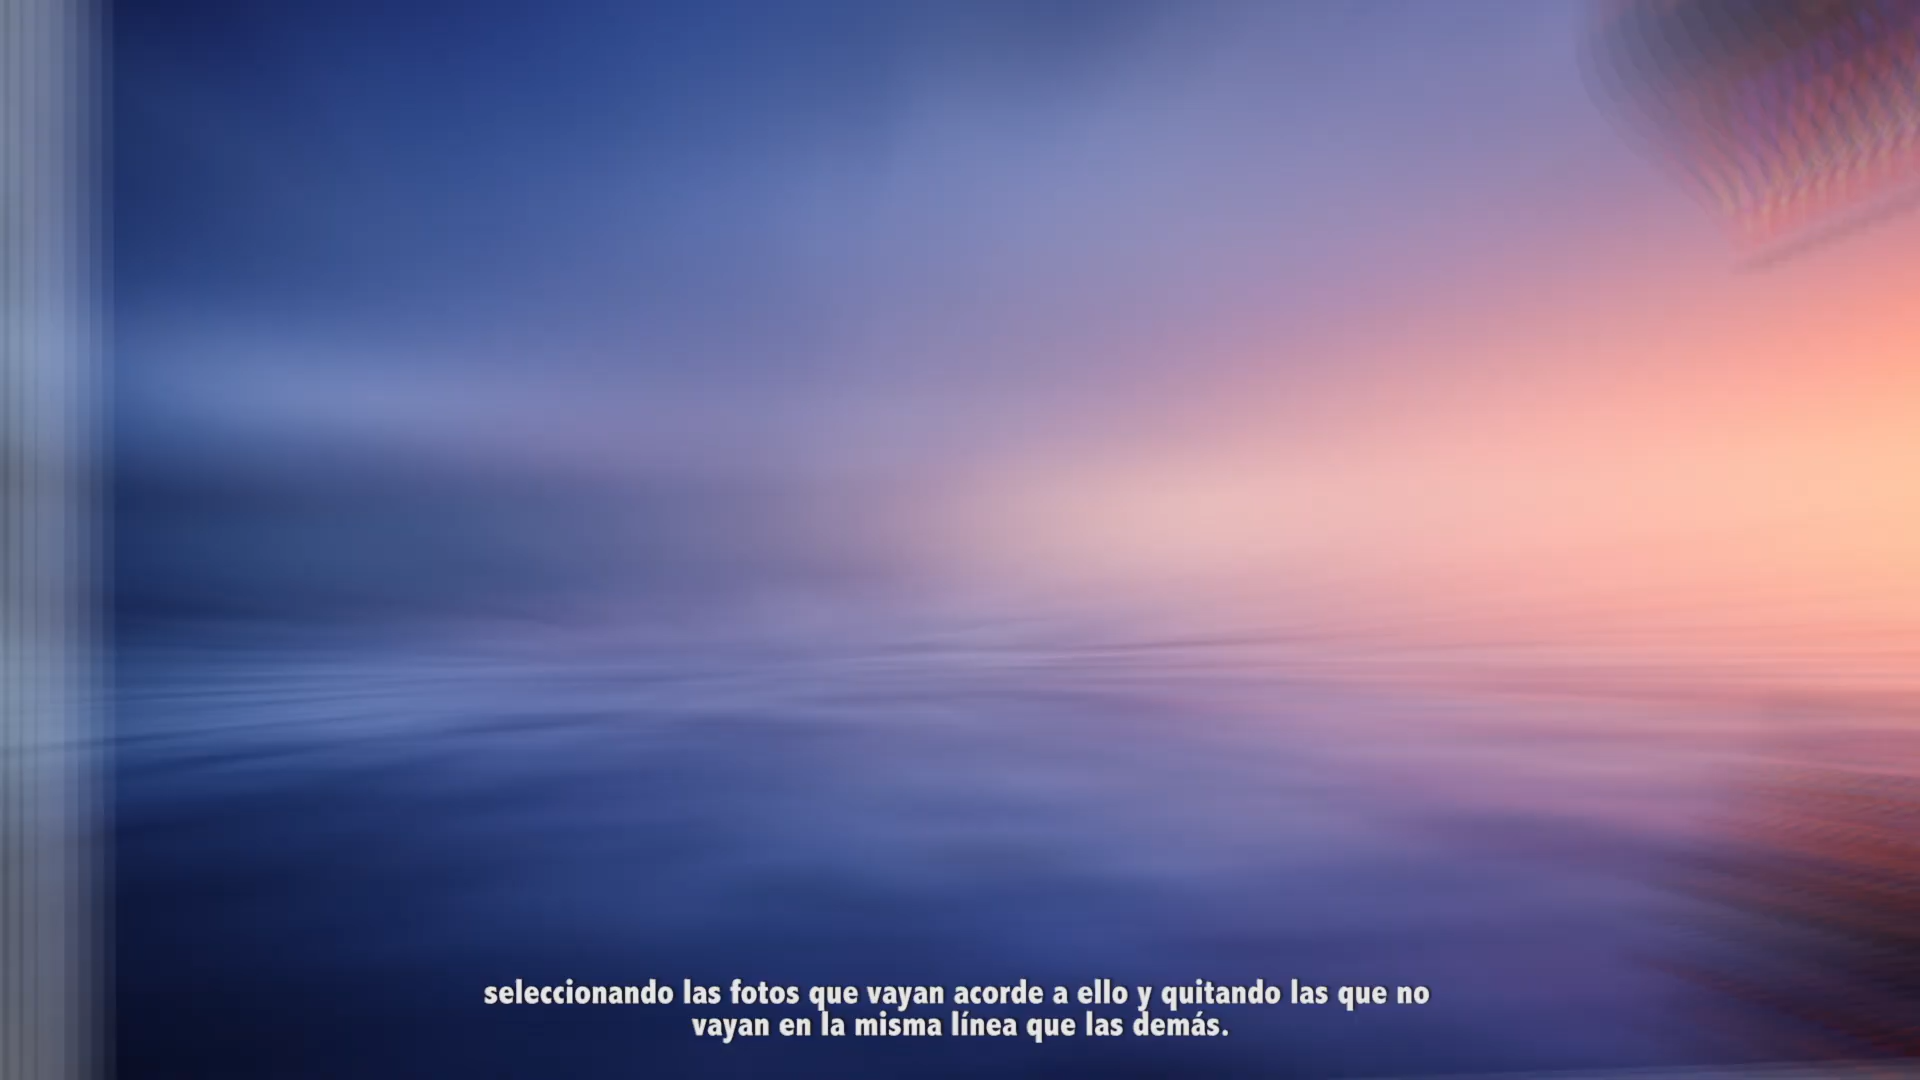 seleccionando las fotos que vayan acorde a ello y quitando las que no
vayan en la misma línea que las demás.